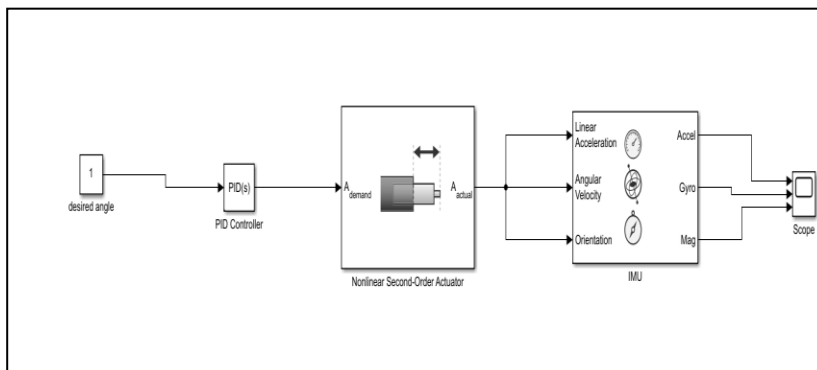 1
desired angle
PID(s)
PID Controller
A demand
A actual
Nonlinear Second-Order Actuator
Linear
Acceleration
Angular
Velocity
Orientation
Accel
Gyro
Mag
IMU
Scope